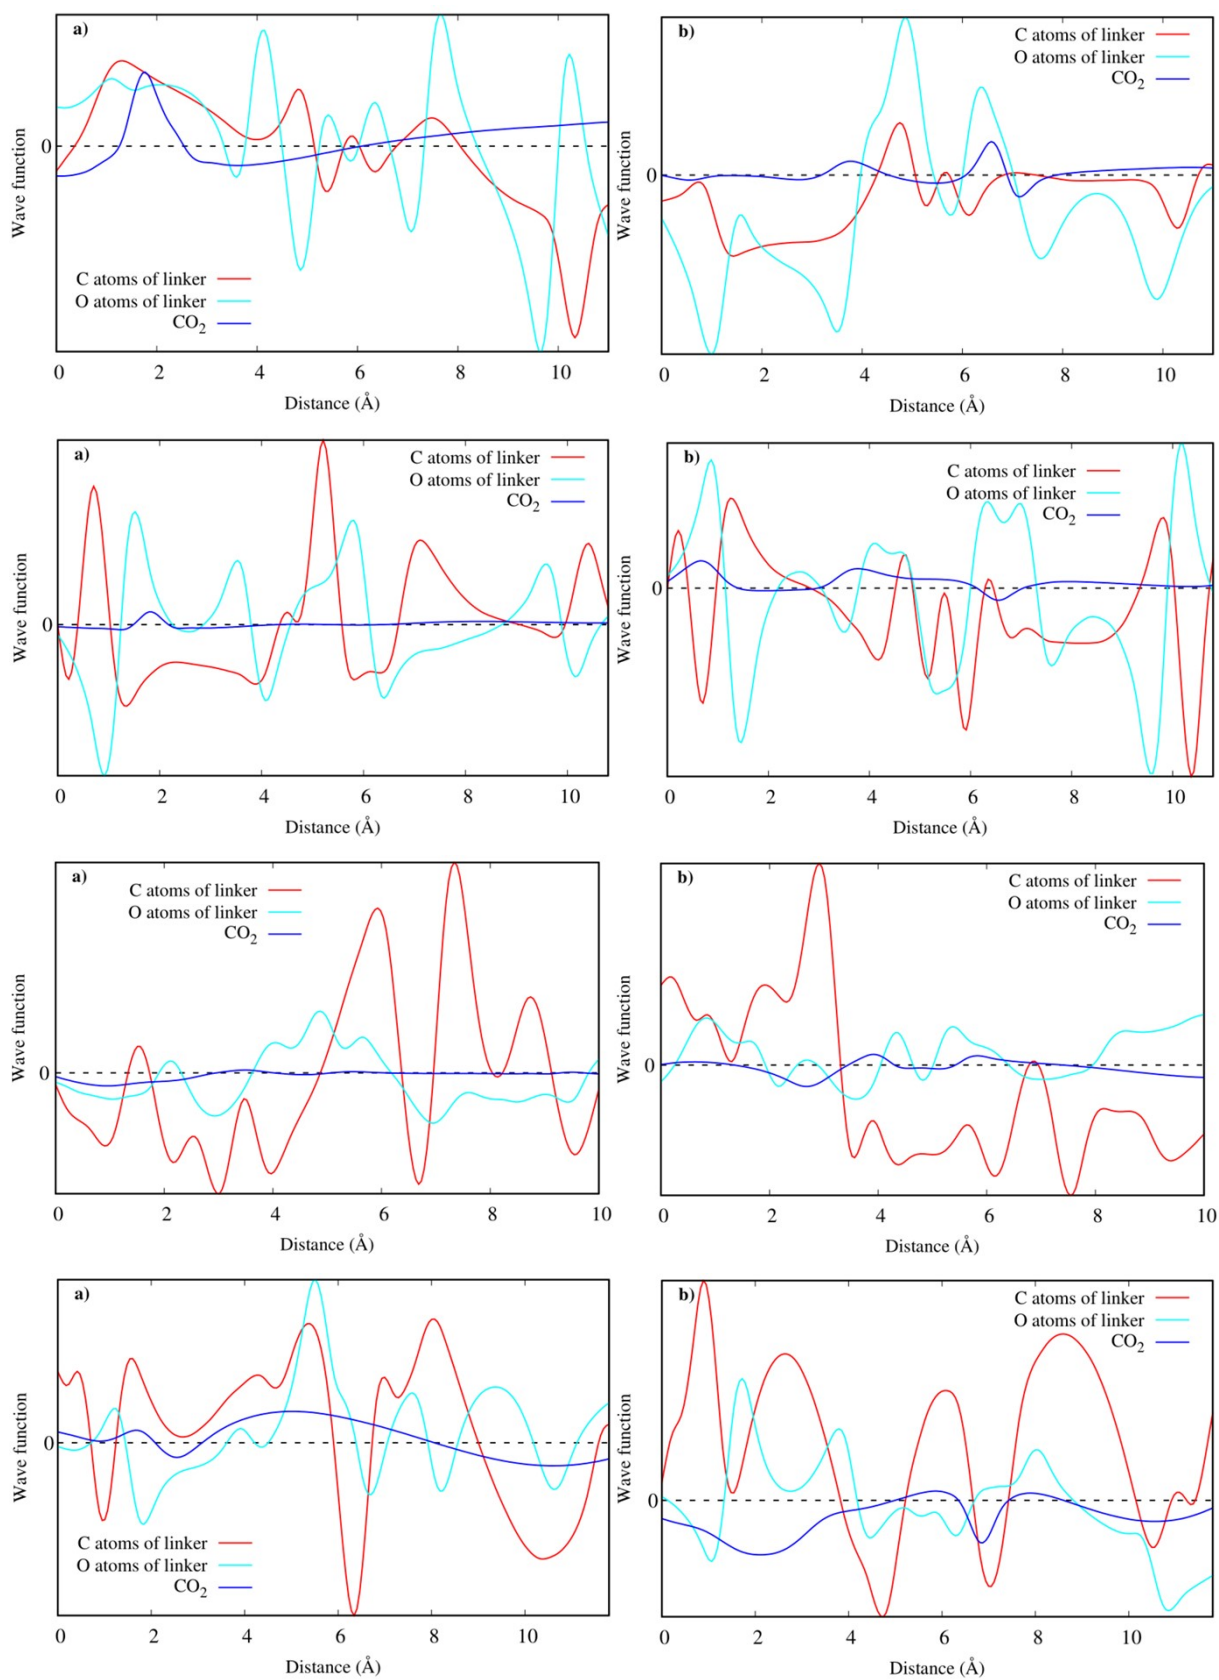 a)
Wave function
0
C atoms of linker
O atoms of linker
CO2
0 2 4 6 8 10
Distance (Å)
b)
C atoms of linker
O atoms of linker
CO2
Wave function
0
0 2 4 6 8 10
Distance (Å)
a)
C atoms of linker
O atoms of linker
CO2
Wave function
0
0 2 4 6 8 10
Distance (Å)
b)
C atoms of linker
O atoms of linker
CO2
Wave function
0
0 2 4 6 8 10
Distance (Å)
a)
C atoms of linker
O atoms of linker
CO2
Wave function
0
0 2 4 6 8 10
Distance (Å)
b)
C atoms of linker
O atoms of linker
CO2
Wave function
0
0 2 4 6 8 10
Distance (Å)
a)
Wave function
0
C atoms of linker
O atoms of linker
CO2
0 2 4 6 8 10
Distance (Å)
b)
C atoms of linker
O atoms of linker
CO2
Wave function
0
0 2 4 6 8 10
Distance (Å)